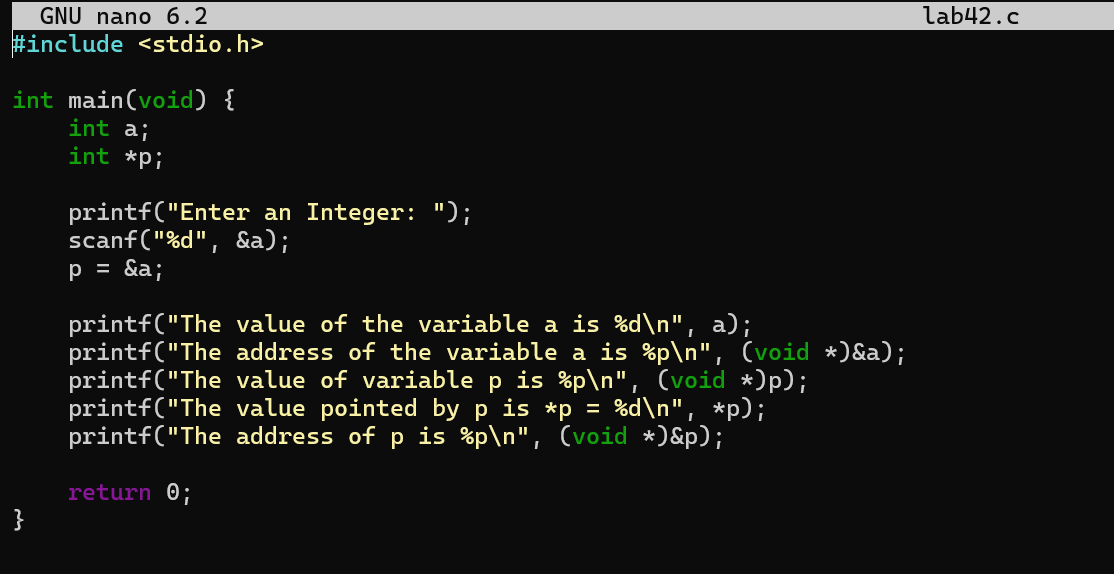 GNU nano 6.2 lab42.c
#include <stdio.h>
int main(void) {
    int a;
    int *p;
    printf("Enter an Integer: ");
    scanf("%d", &a);
    p = &a;
    printf("The value of the variable a is %d\n", a);
    printf("The address of the variable a is %p\n", (void *)&a);
    printf("The value of variable p is %p\n", (void *)p);
    printf("The value pointed by p is *p = %d\n", *p);
    printf("The address of p is %p\n", (void *)&p);
    return 0;
}